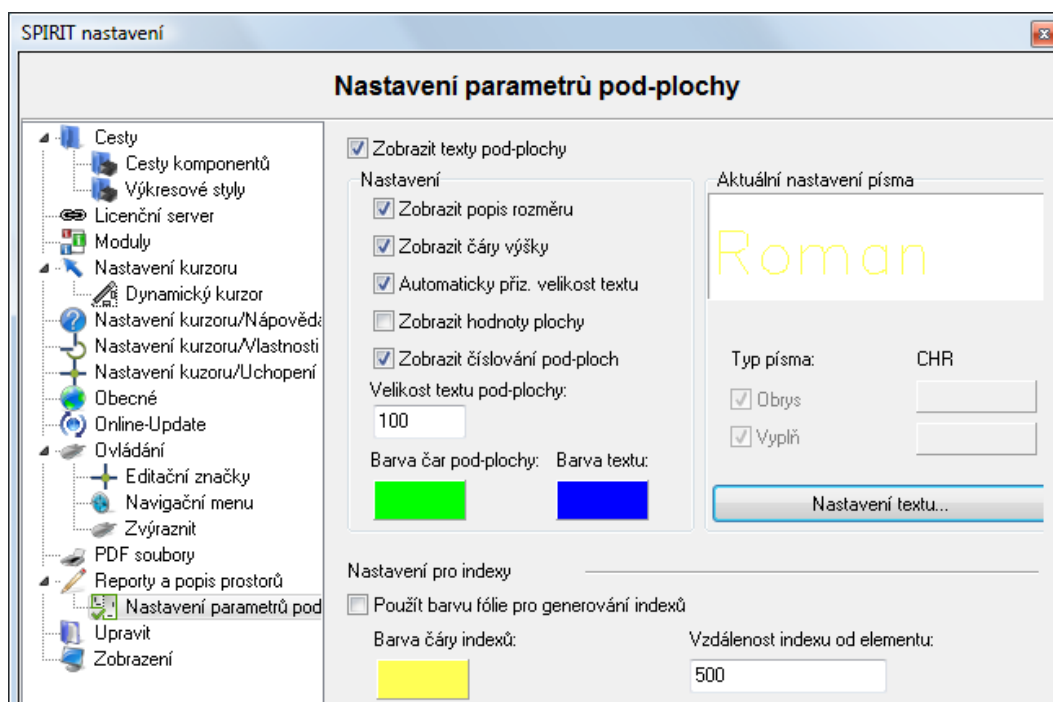 SPIRIT nastavení
Nastavení parametrù pod-plochy
Cesty
Cesty komponentů
Výkresové styly
Licenční server
Moduly
Nastavení kurzoru
Dynamický kurzor
Nastavení kurzoru/Nápověda
Nastavení kurzoru/Vlastnosti
Nastavení kuzoru/Uchopení
Obecné
Online-Update
Ovládání
Editační značky
Navigační menu
Zvýraznit
PDF soubory
Reporty a popis prostorů
Nastavení parametrů pod
Upravit
Zobrazení
Zobrazit texty pod-plochy
Nastavení
Zobrazit popis rozměru
Zobrazit čáry výšky
Automaticky přiz. velikost textu
Zobrazit hodnoty plochy
Zobrazit číslování pod-ploch
Velikost textu pod-plochy:
100
Barva čar pod-plochy: Barva textu:
Aktuální nastavení písma
Roman
Typ písma: CHR
Obrys
Vyplň
Nastavení textu...
Nastavení pro indexy
Použít barvu fólie pro generování indexů
Barva čáry indexů: Vzdálenost indexu od elementu:
500